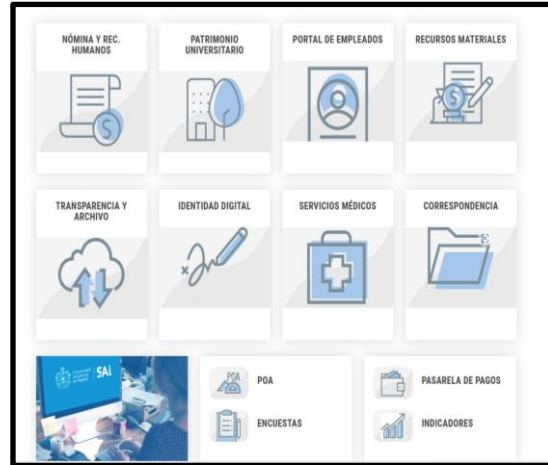 NÓMINA Y REC.
HUMANOS
PATRIMONIO
UNIVERSITARIO
PORTAL DE EMPLEADOS
RECURSOS MATERIALES
TRANSPARENCIA Y
ARCHIVO
IDENTIDAD DIGITAL
SERVICIOS MÉDICOS
CORRESPONDENCIA
SAI
POA
POA
ENCUESTAS
PASARELA DE PAGOS
INDICADORES